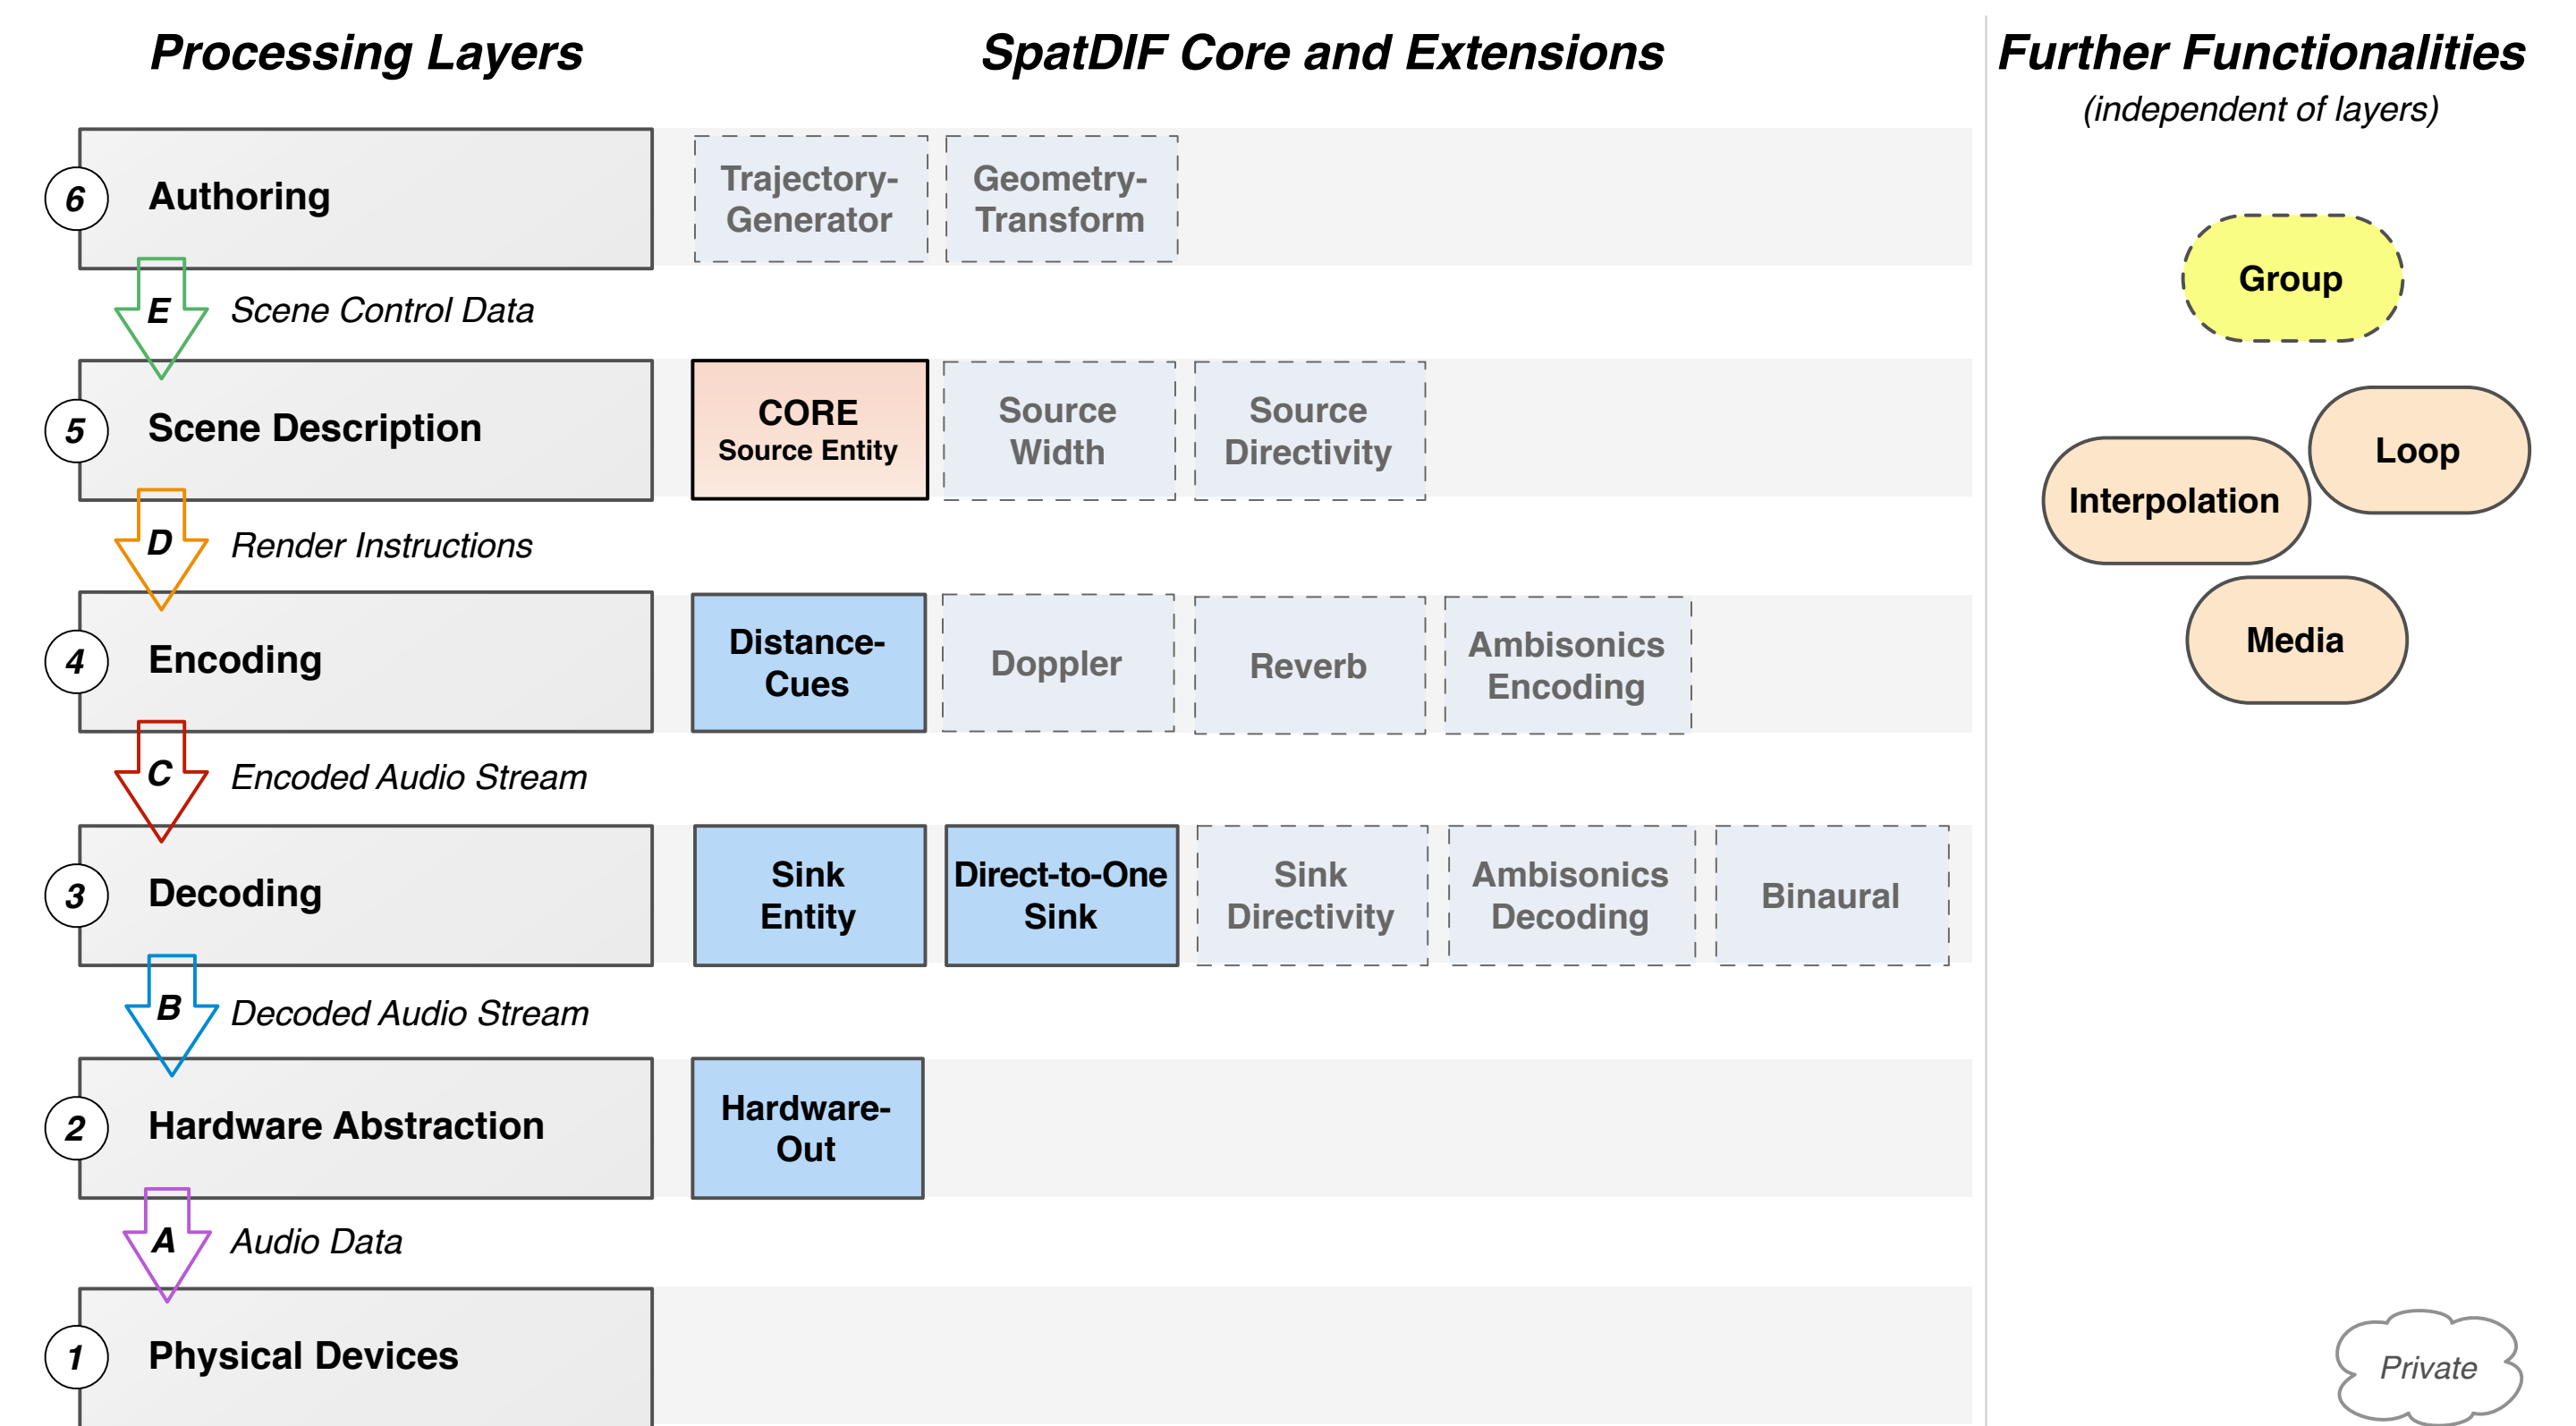 Processing Layers
SpatDIF Core and Extensions
Further Functionalities
(independent of layers)
6
Authoring
Trajectory-
Generator
Geometry-
Transform
Group
E
Scene Control Data
5
Scene Description
CORE
Source Entity
Source
Width
Source
Directivity
Loop
Interpolation
D
Render Instructions
4
Encoding
Distance-
Cues
Doppler
Reverb
Ambisonics
Encoding
Media
C
Encoded Audio Stream
3
Decoding
Sink
Entity
Direct-to-One
Sink
Sink
Directivity
Ambisonics
Decoding
Binaural
B
Decoded Audio Stream
2
Hardware Abstraction
Hardware-
Out
A
Audio Data
1
Physical Devices
Private